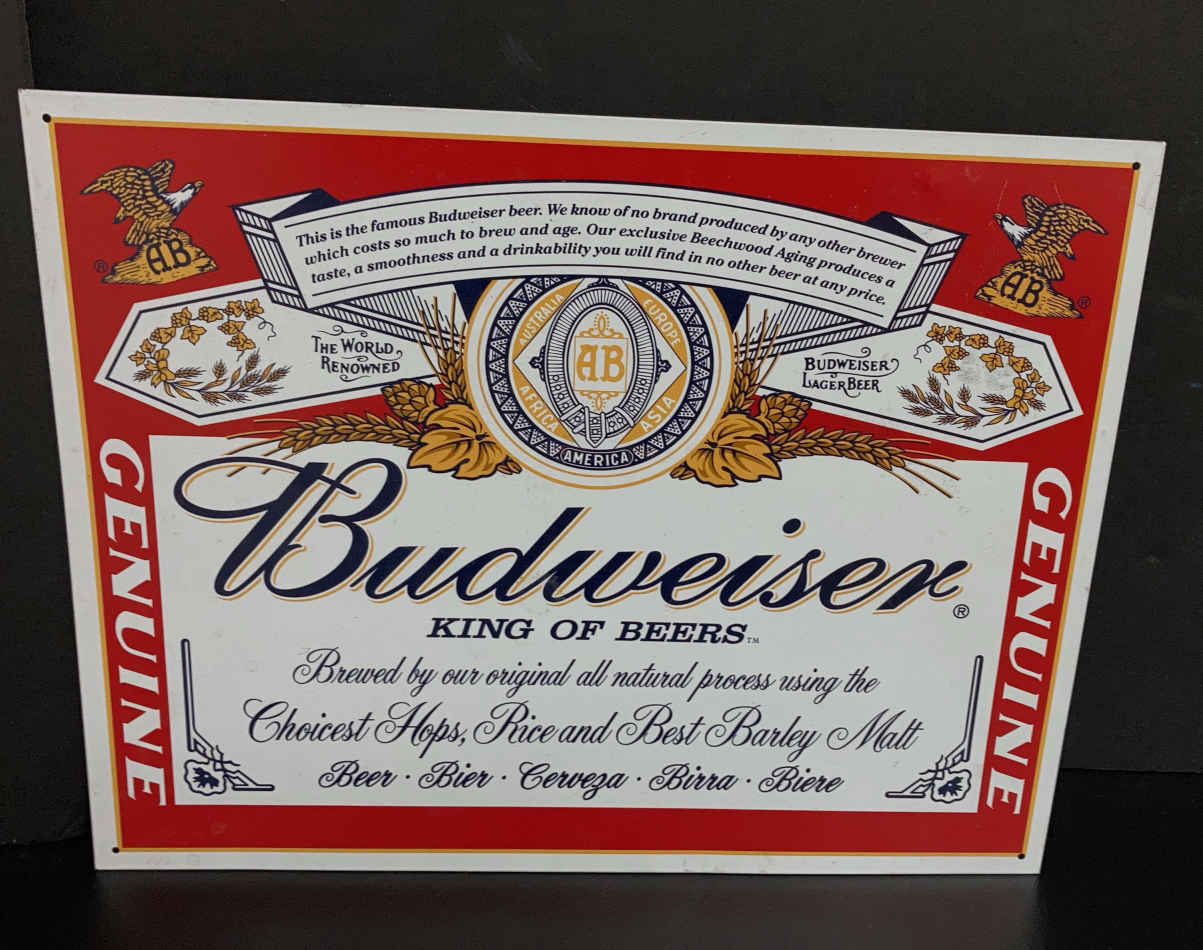 This is the famous Budweiser beer. We know of no brand produced by any other brewer
which costs so much to brew and age. Our exclusive Beechwood Aging produces a
taste, a smoothness and a drinkability you will find in no other beer at any price.
AB ®
AB ®
THE WORLD
RENOWNED
BUDWEISER
LAGER BEER
AUSTRALIA
EUROPE
AB
AFRICA
ASIA
AMERICA
GENUINE
GENUINE
Budweiser®
KING OF BEERS™
Brewed by our original all natural process using the
Choicest Hops, Rice and Best Barley Malt
Beer · Bier · Cerveza · Birra · Biere